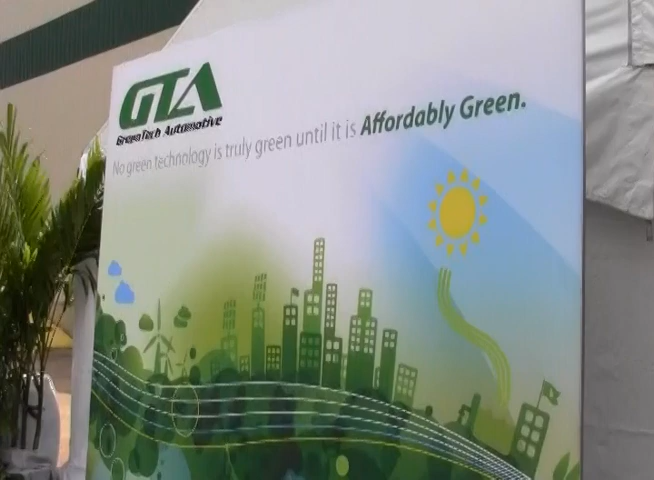 GTA
GreenTech Automotive
No green technology is truly green until it is Affordably Green.